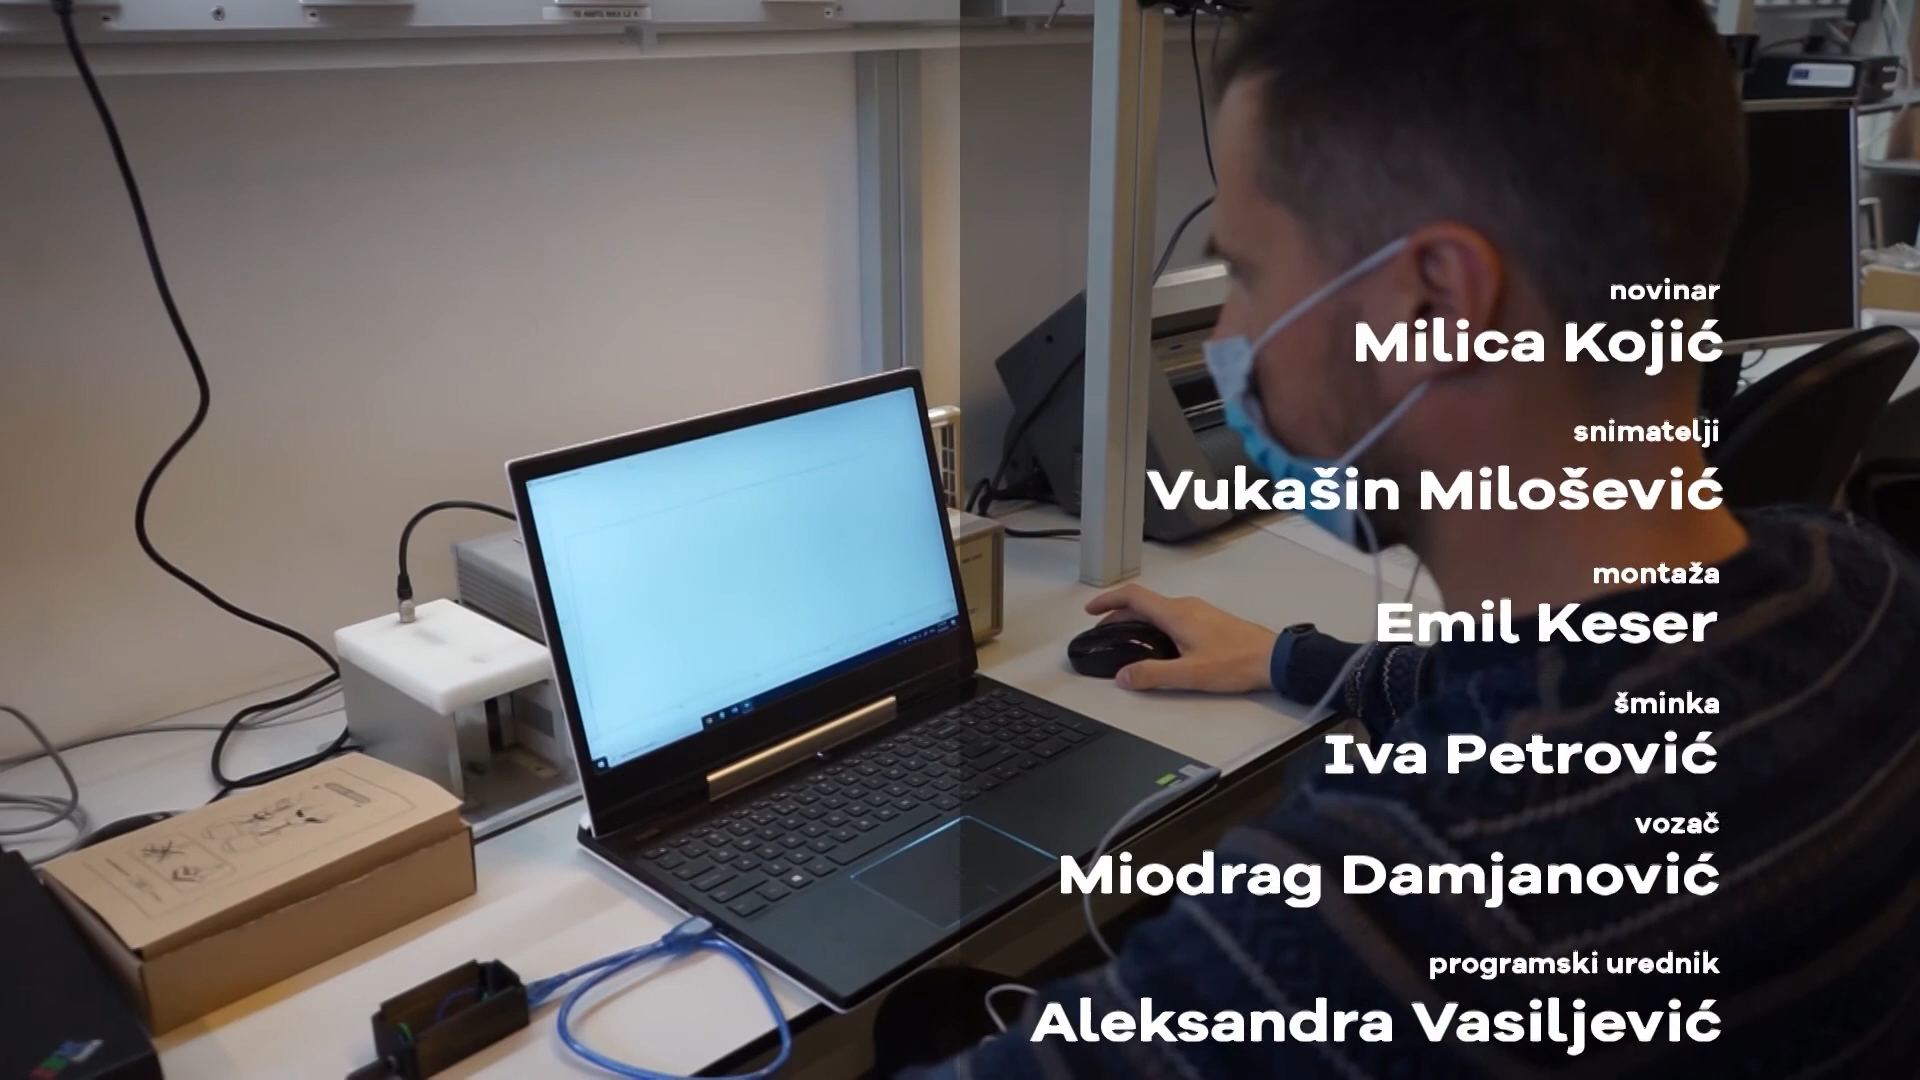 novinar
Milica Kojić
snimatelji
Vukašin Milošević
montaža
Emil Keser
šminka
Iva Petrović
vozač
Miodrag Damjanović
programski urednik
Aleksandra Vasiljević